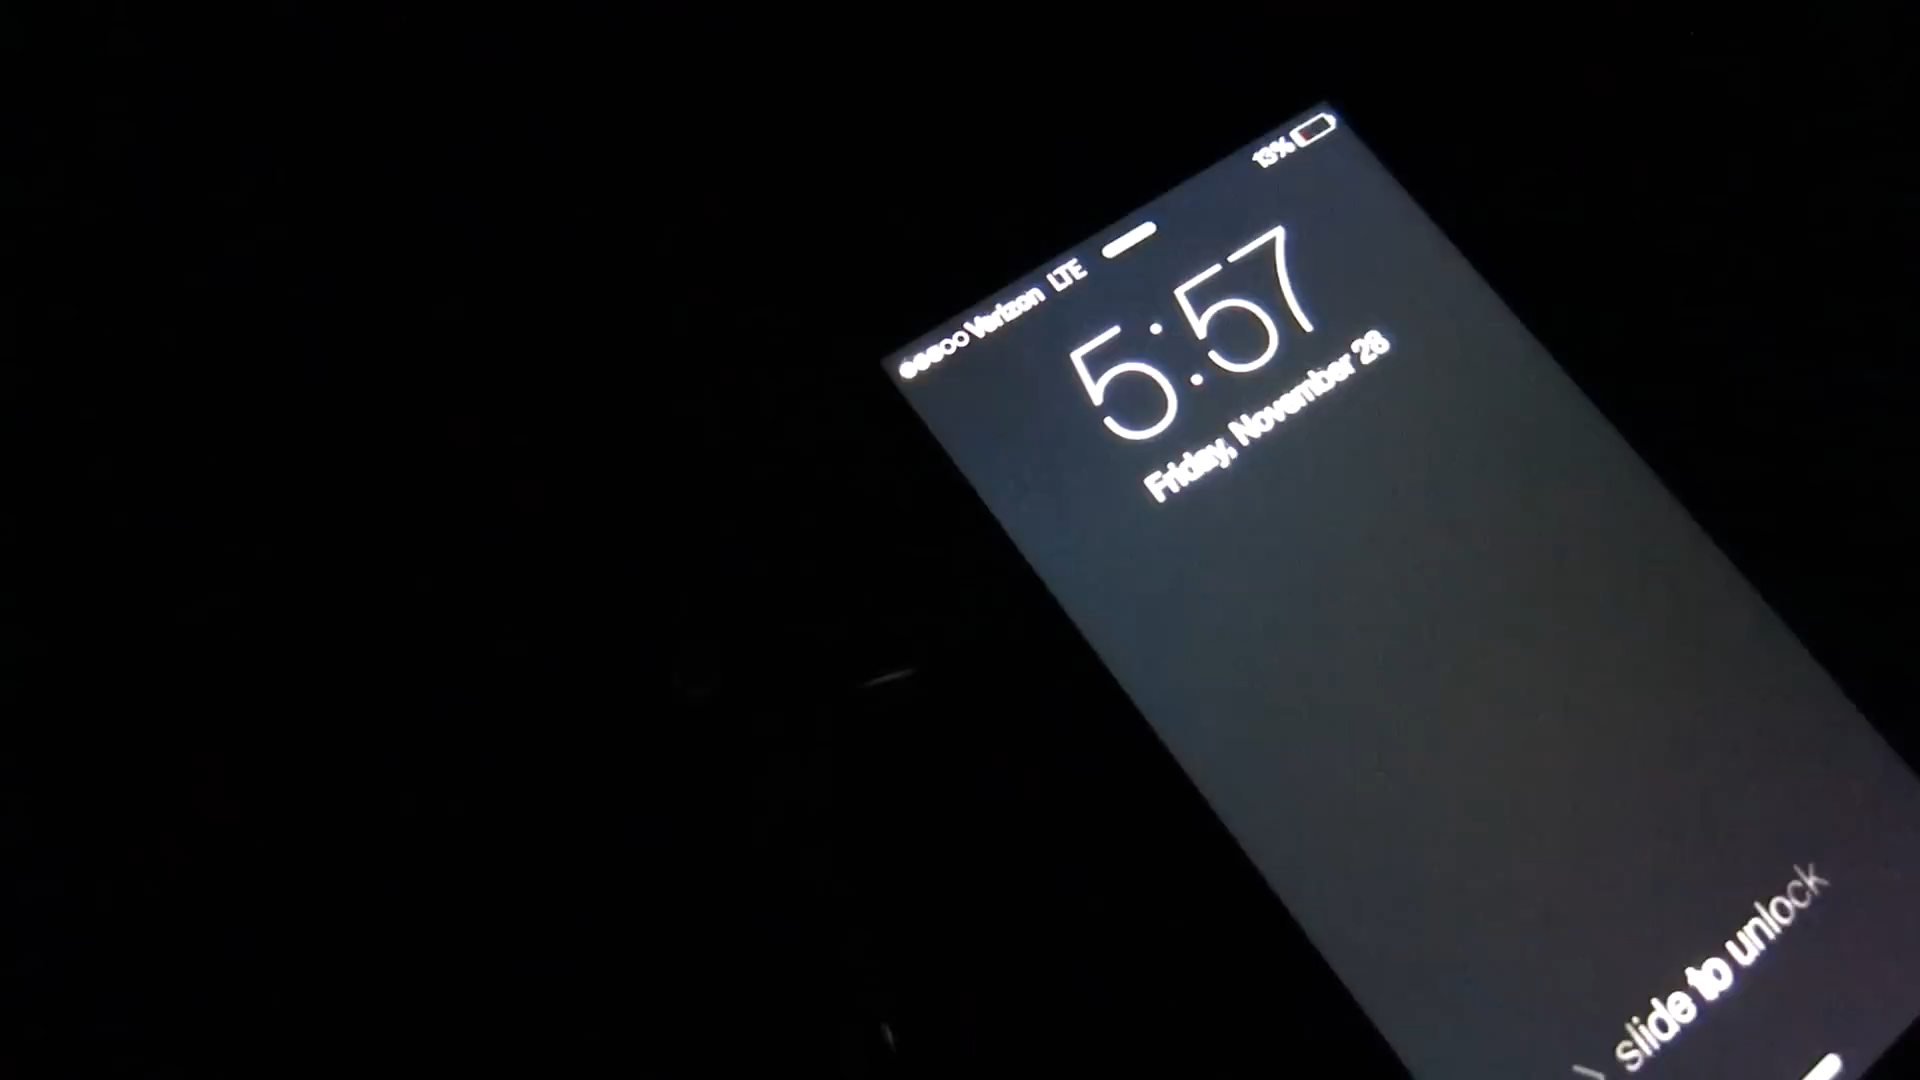 Verizon LTE
13%
5:57
Friday, November 28
slide to unlock